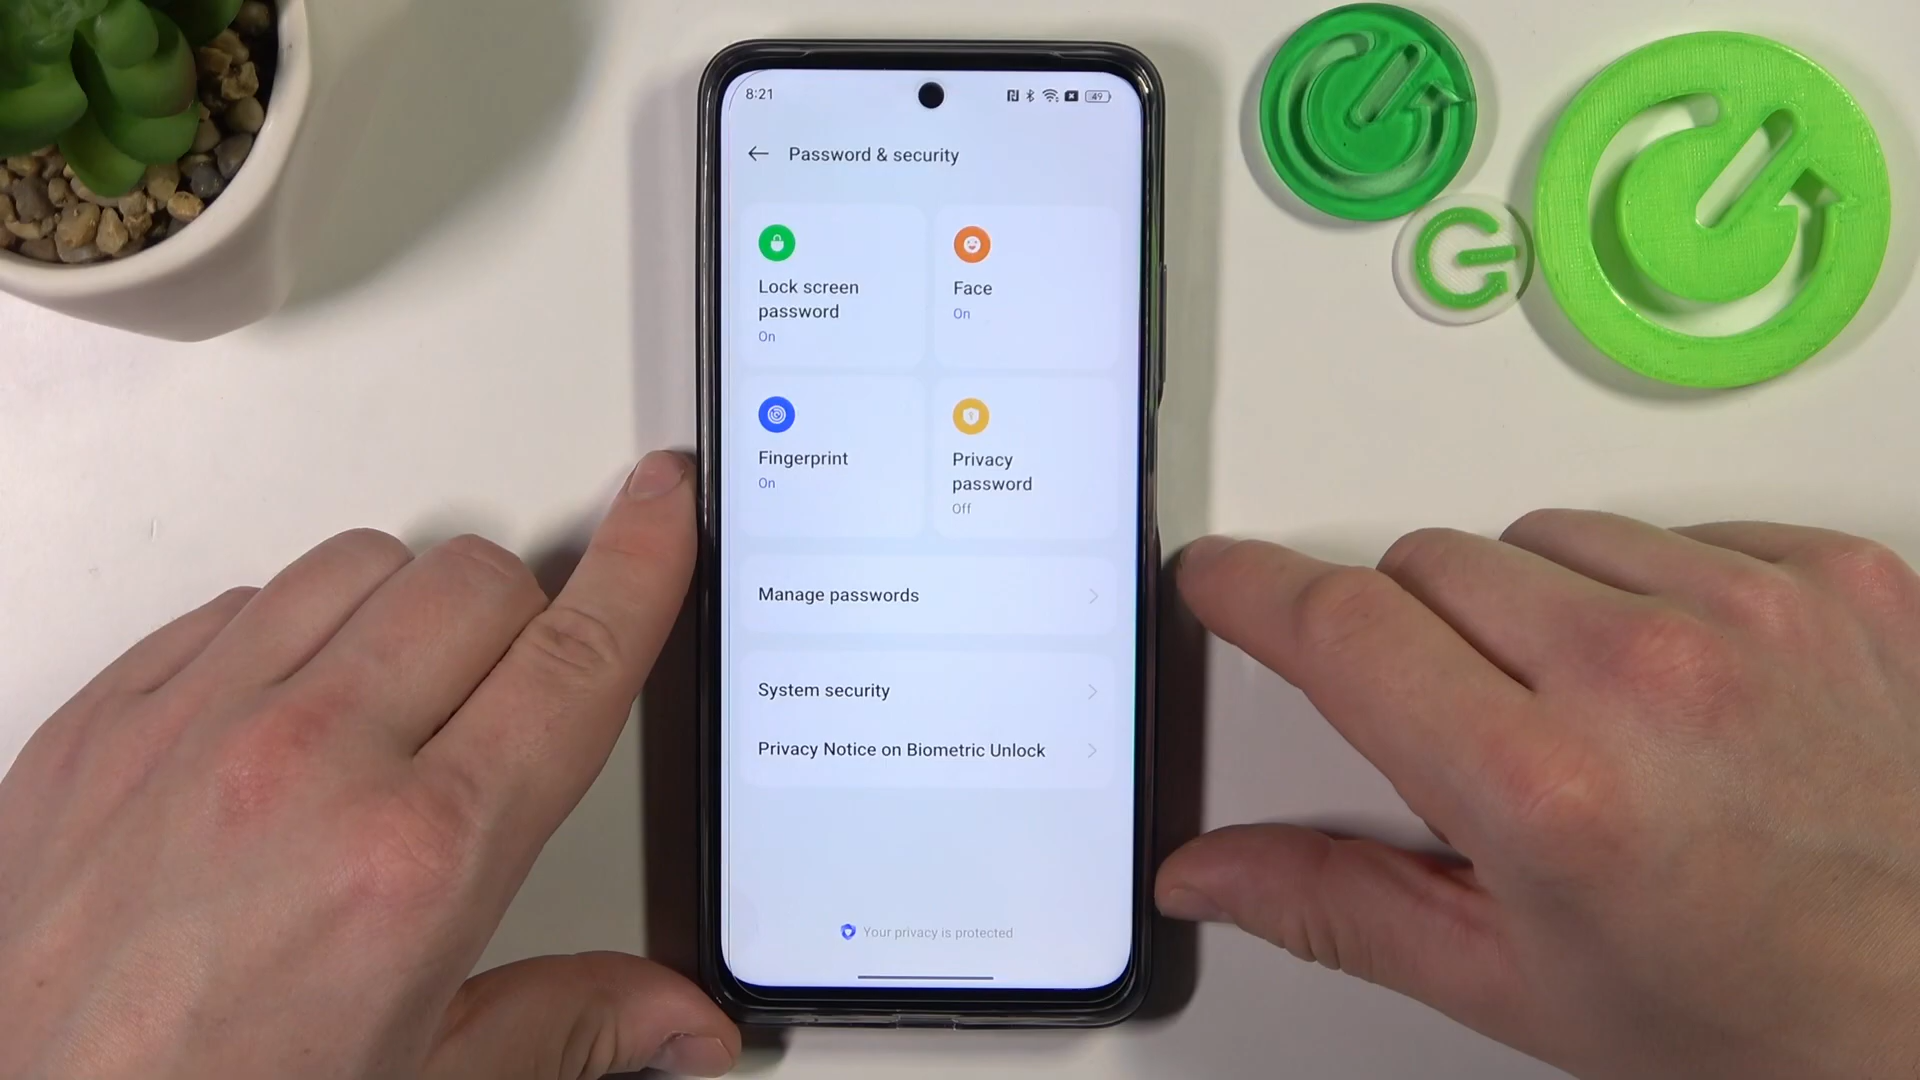 8:21
49
Password & security
Lock screen
password
On
Face
On
Fingerprint
On
Privacy
password
Off
Manage passwords
System security
Privacy Notice on Biometric Unlock
Your privacy is protected